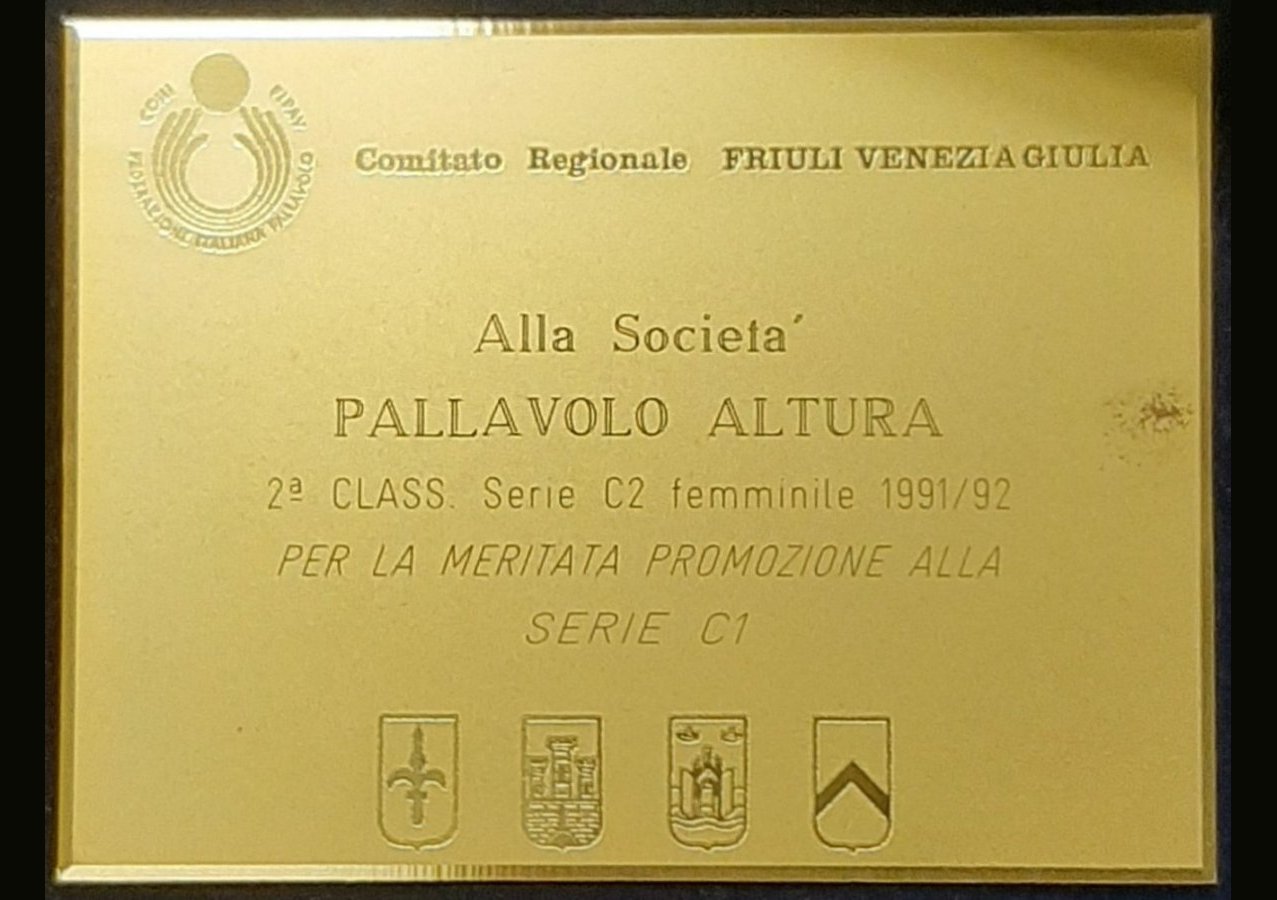 CONI FIPAV
FEDERAZIONE ITALIANA PALLAVOLO
Comitato Regionale FRIULI VENEZIA GIULIA
Alla Societa'
PALLAVOLO ALTURA
2ª CLASS. Serie C2 femminile 1991/92
PER LA MERITATA PROMOZIONE ALLA
SERIE C1